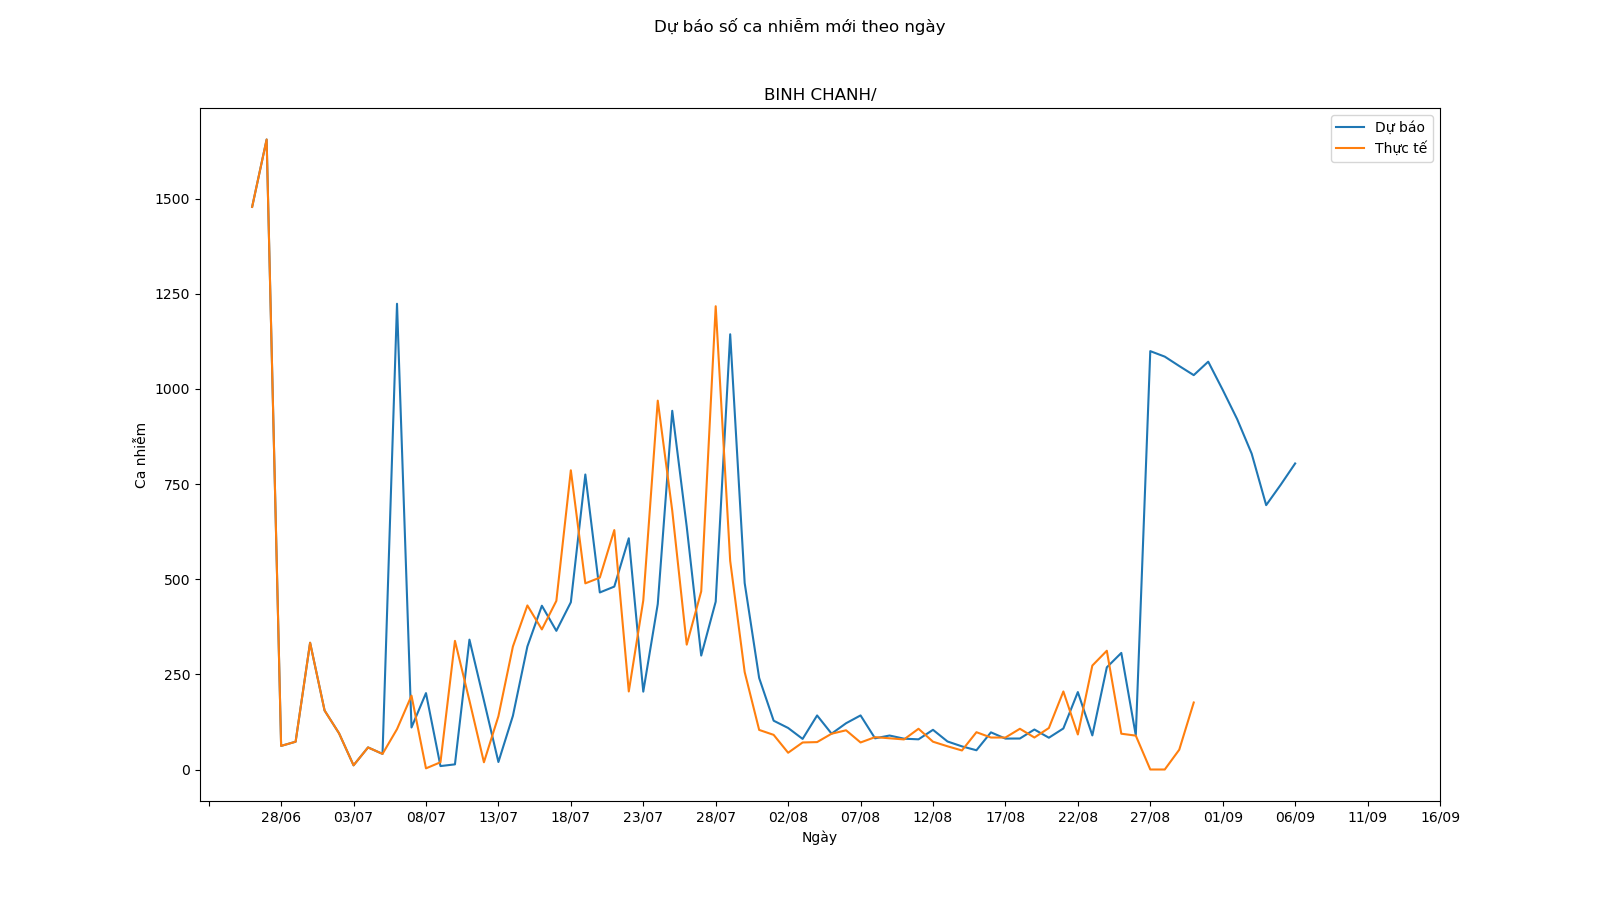 Dự báo số ca nhiễm mới theo ngày
BINH CHANH/
Dự báo
Thực tế
1500
1250
1000
750
500
250
0
Ca nhiễm
28/06 03/07 08/07 13/07 18/07 23/07 28/07 02/08 07/08 12/08 17/08 22/08 27/08 01/09 06/09 11/09 16/09
Ngày